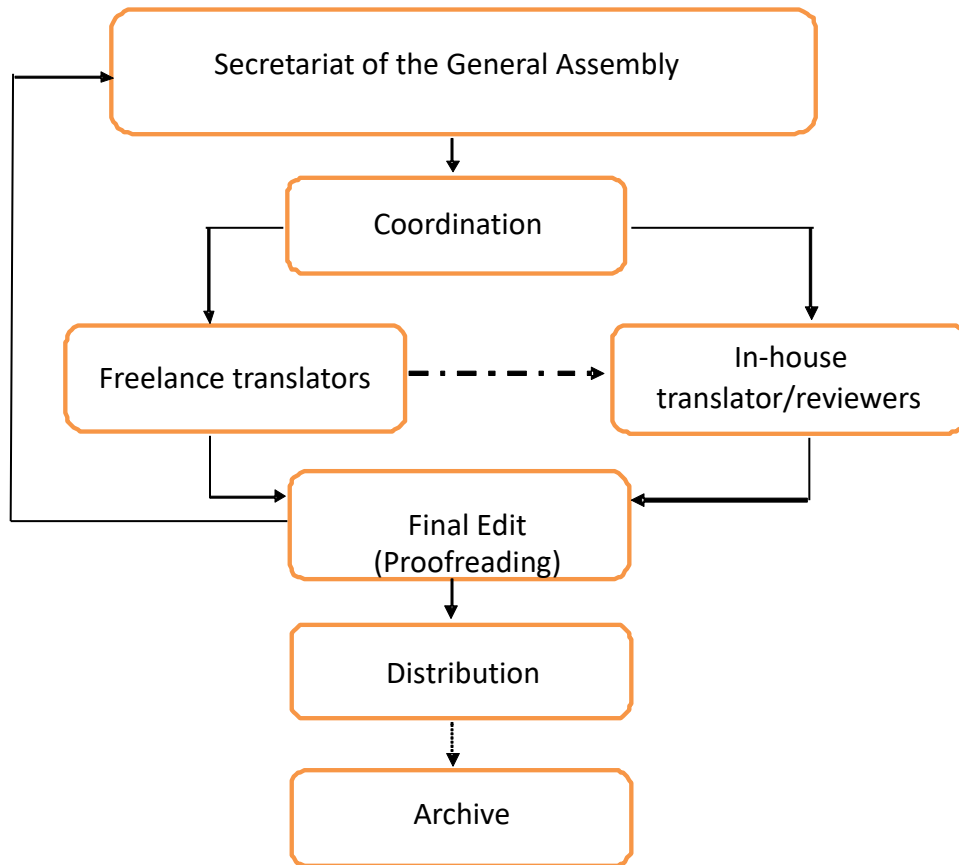 Secretariat of the General Assembly
Coordination
Freelance translators
In-house
translator/reviewers
Final Edit
(Proofreading)
Distribution
Archive